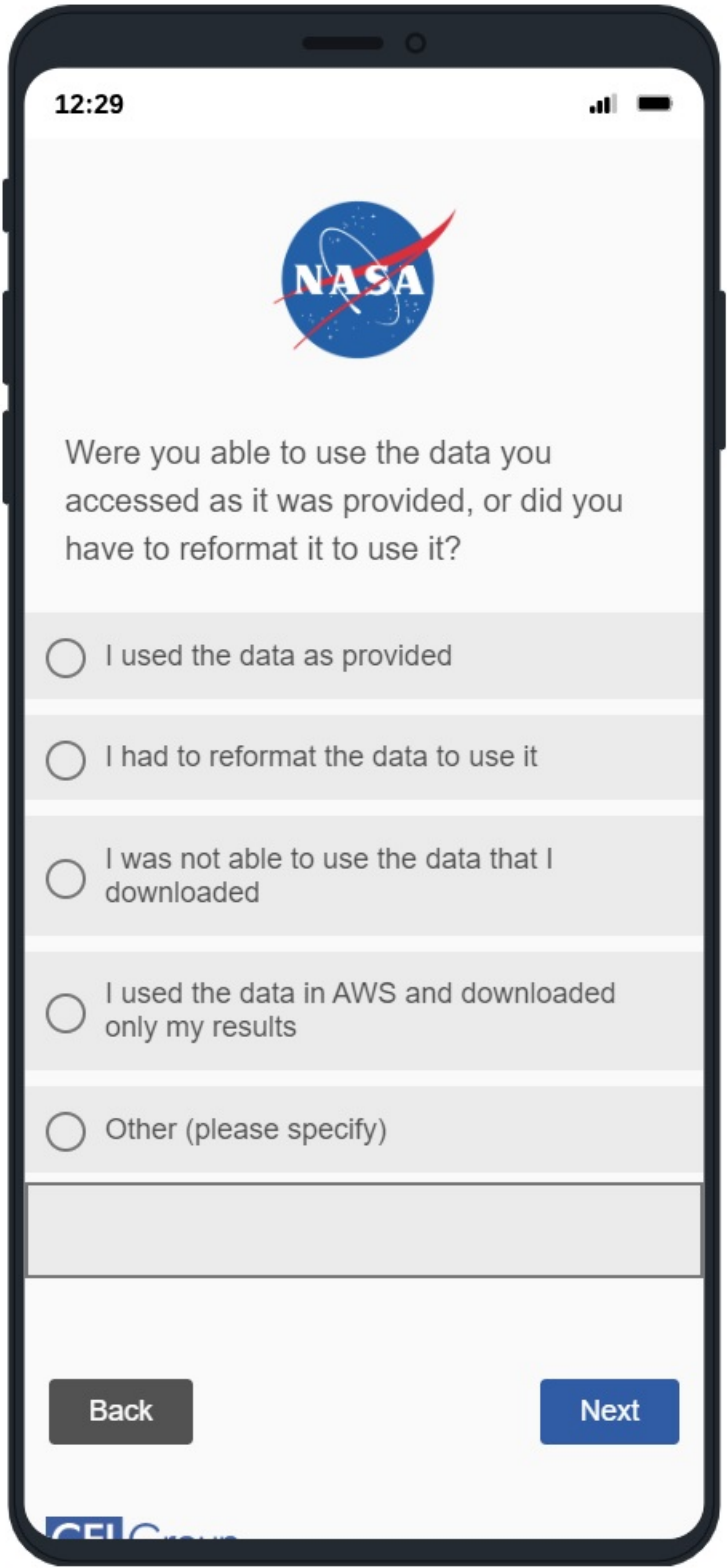 12:29
NASA
Were you able to use the data you
accessed as it was provided, or did you
have to reformat it to use it?
I used the data as provided
I had to reformat the data to use it
I was not able to use the data that I
downloaded
I used the data in AWS and downloaded
only my results
Other (please specify)
Back
Next
CFI Group